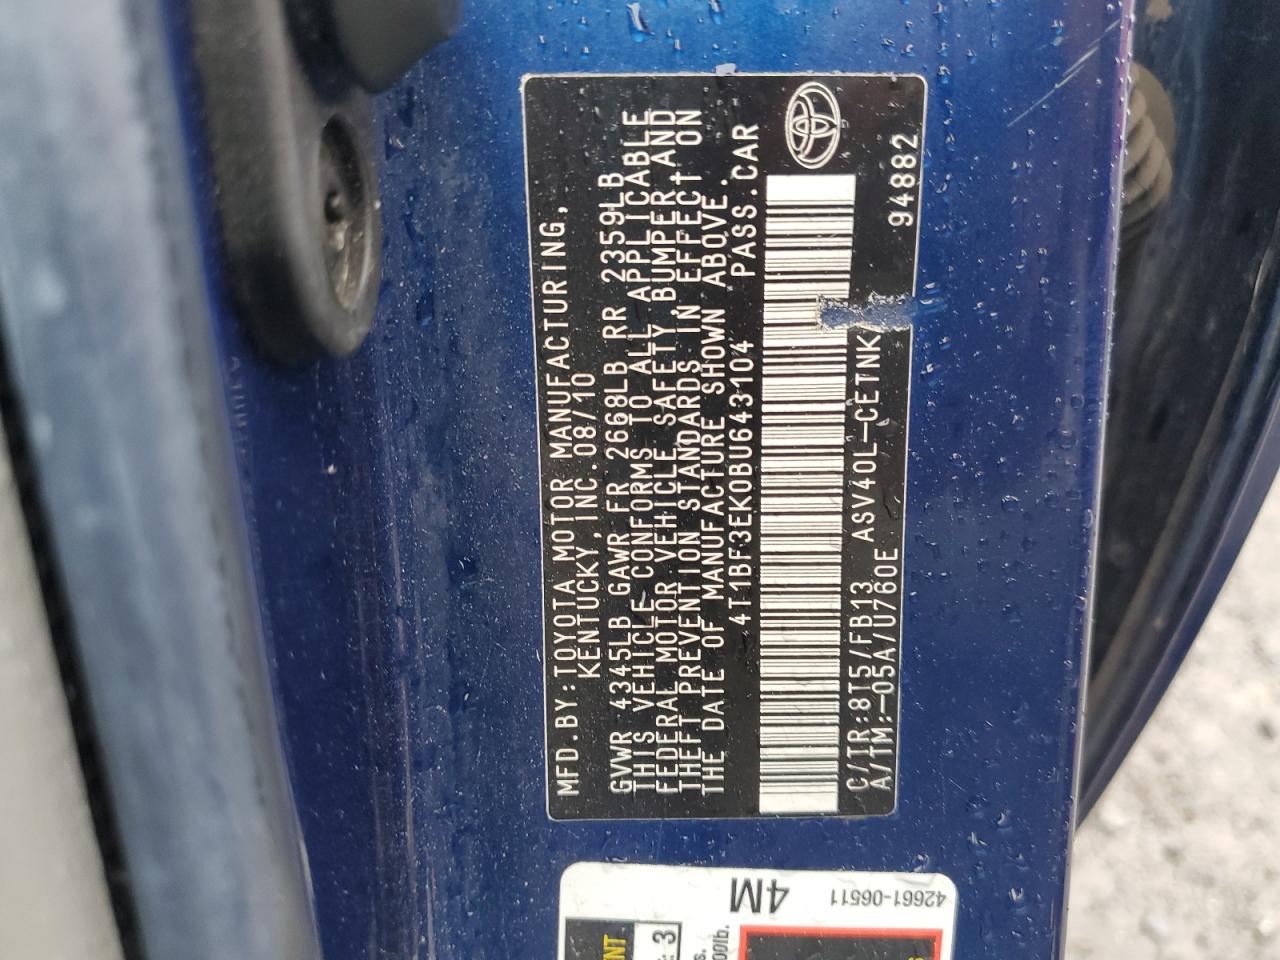 MFD.BY:TOYOTA MOTOR MANUFACTURING,
KENTUCKY, INC. 08/10
GVWR 4345LB GAWR FR 2668LB RR 2359LB
THIS VEHICLE CONFORMS TO ALL APPLICABLE
FEDERAL MOTOR VEHICLE SAFETY, BUMPER AND
THEFT PREVENTION STANDARDS IN EFFECT ON
THE DATE OF MANUFACTURE SHOWN ABOVE.
4T1BF3EK0BU643104 PASS.CAR
C/TR:8T5/FB13 ASV40L-CETNK
A/TM:-05A/U760E
94882
4M
42661-06511
3